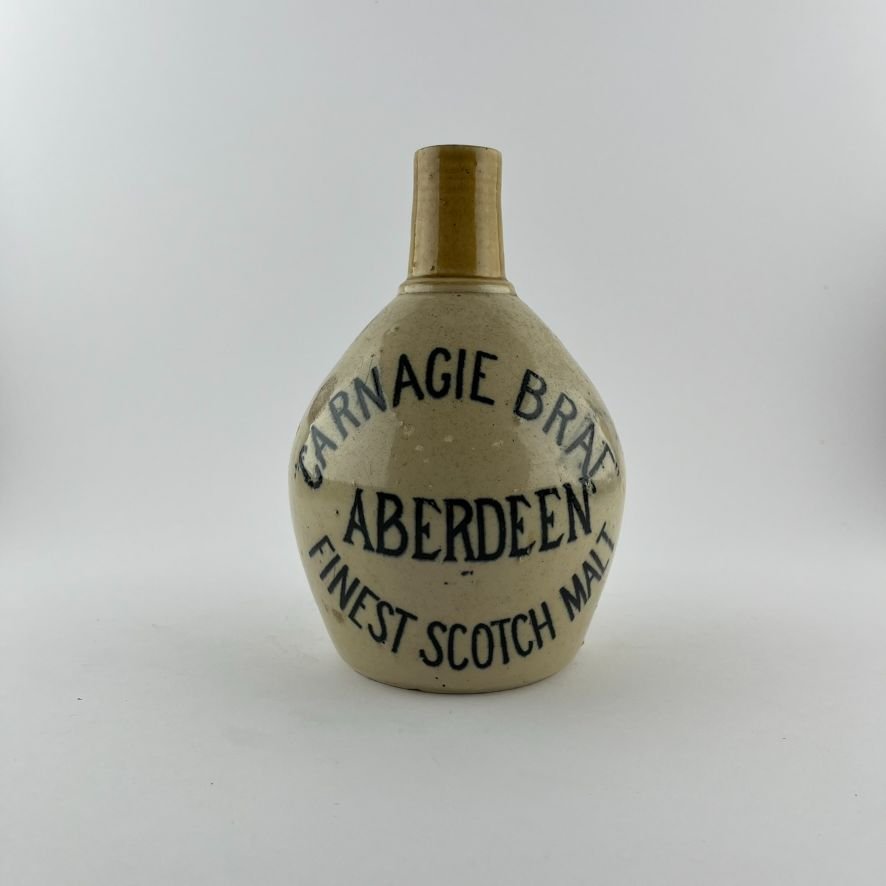 "CARNAGIE BRAE"
ABERDEEN
FINEST SCOTCH MALT